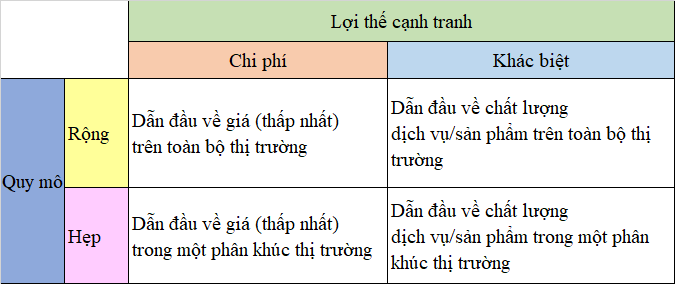 Lợi thế cạnh tranh
Chi phí
Khác biệt
Quy mô
Rộng
Dẫn đầu về giá (thấp nhất)
trên toàn bộ thị trường
Dẫn đầu về chất lượng
dịch vụ/sản phẩm trên toàn bộ thị
trường
Hẹp
Dẫn đầu về giá (thấp nhất)
trong một phân khúc thị trường
Dẫn đầu về chất lượng
dịch vụ/sản phẩm trong một phân
khúc thị trường